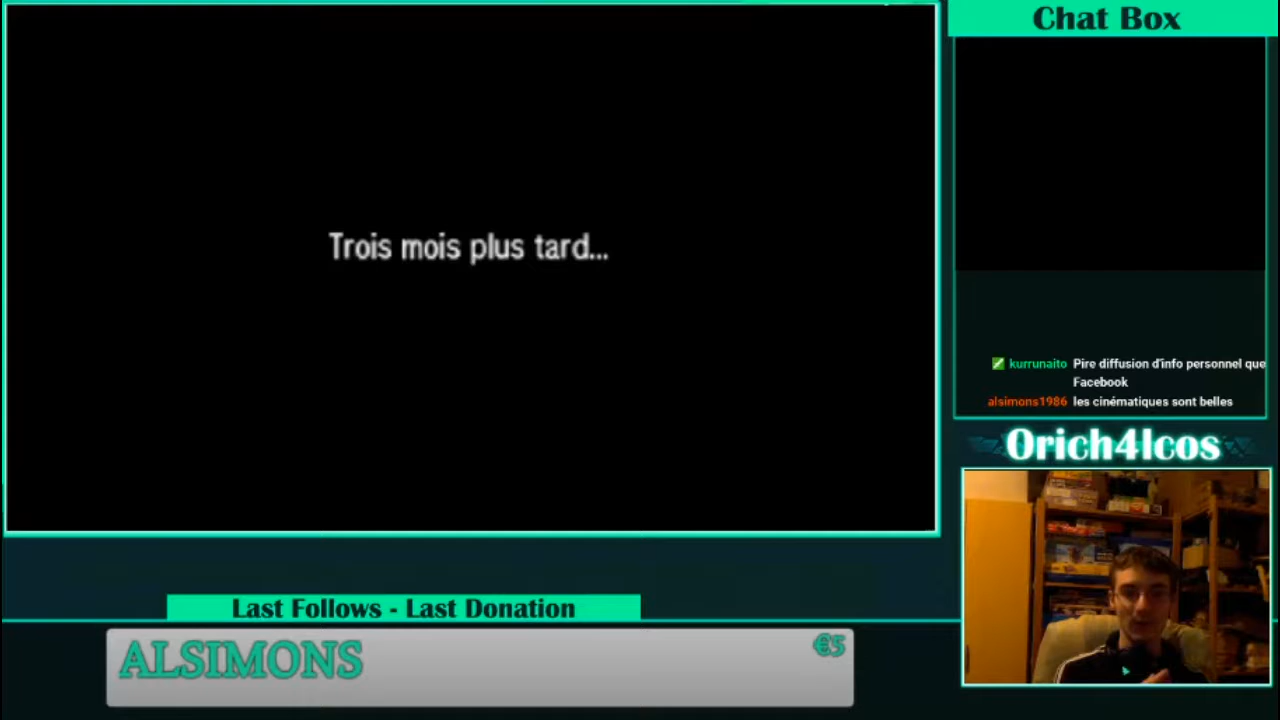 Chat Box
Trois mois plus tard...
kurrunaito Pire diffusion d'info personnel que
Facebook
alsimons1986 les cinématiques sont belles
Orich4lcos
Last Follows - Last Donation
ALSIMONS
€5